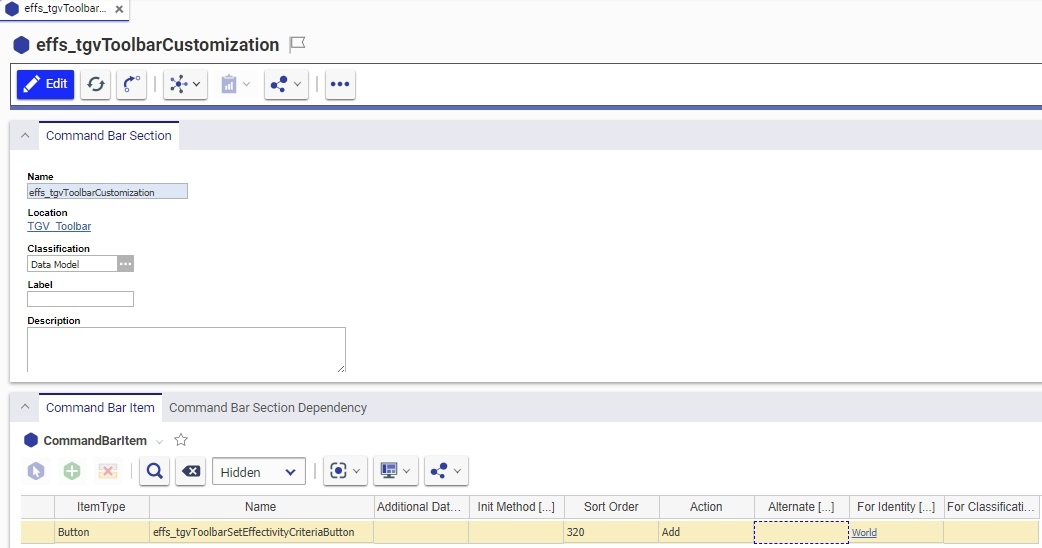 effs_tgvToolbar...
effs_tgvToolbarCustomization
Edit
Command Bar Section
Name
effs_tgvToolbarCustomization
Location
TGV_Toolbar
Classification
Data Model
Label
Description
Command Bar Item Command Bar Section Dependency
CommandBarItem
Hidden
ItemType Name Additional Dat... Init Method [...] Sort Order Action Alternate [...] For Identity [...] For Classificati...
Button effs_tgvToolbarSetEffectivityCriteriaButton 320 Add World